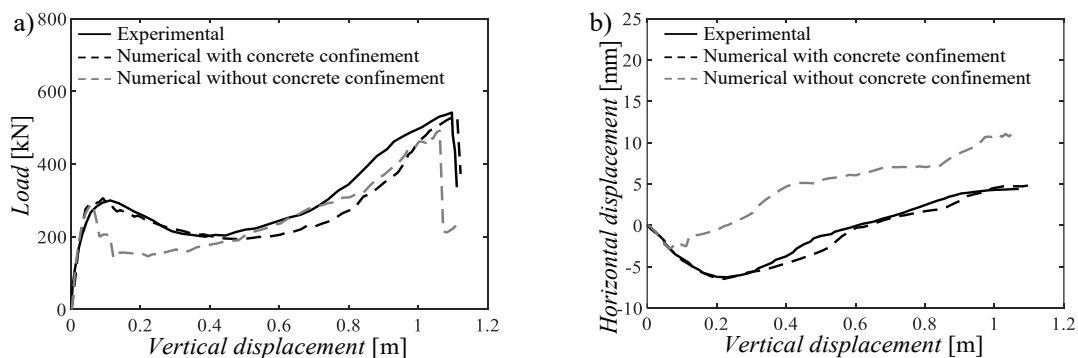 a)
800
600
400
200
0
Load [kN]
Experimental
Numerical with concrete confinement
Numerical without concrete confinement
0 0.2 0.4 0.6 0.8 1 1.2
Vertical displacement [m]
b)
25
20
15
10
5
0
-5
-10
Horizontal displacement [mm]
Experimental
Numerical with concrete confinement
Numerical without concrete confinement
0 0.2 0.4 0.6 0.8 1 1.2
Vertical displacement [m]